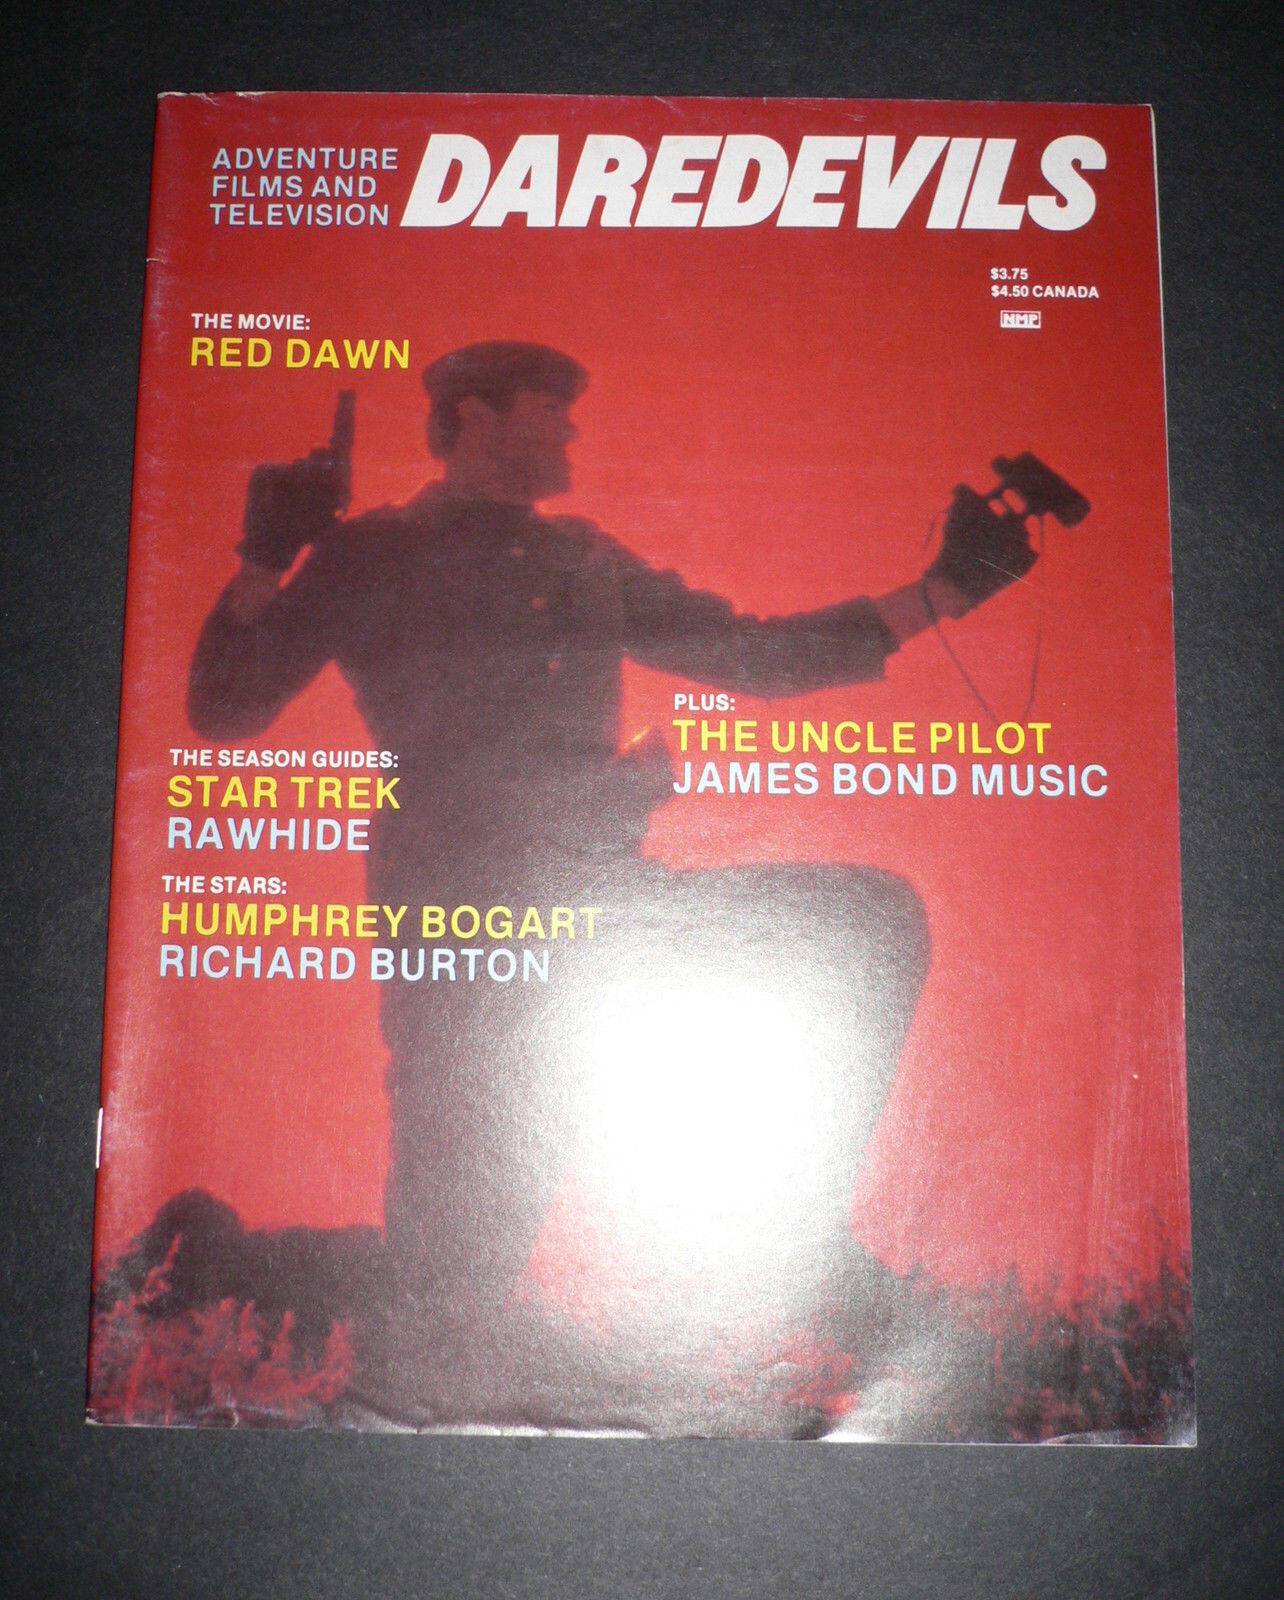 ADVENTURE
FILMS AND
TELEVISION
DAREDEVILS
$3.75
$4.50 CANADA
NMP
THE MOVIE:
RED DAWN
PLUS:
THE UNCLE PILOT
JAMES BOND MUSIC
THE SEASON GUIDES:
STAR TREK
RAWHIDE
THE STARS:
HUMPHREY BOGART
RICHARD BURTON